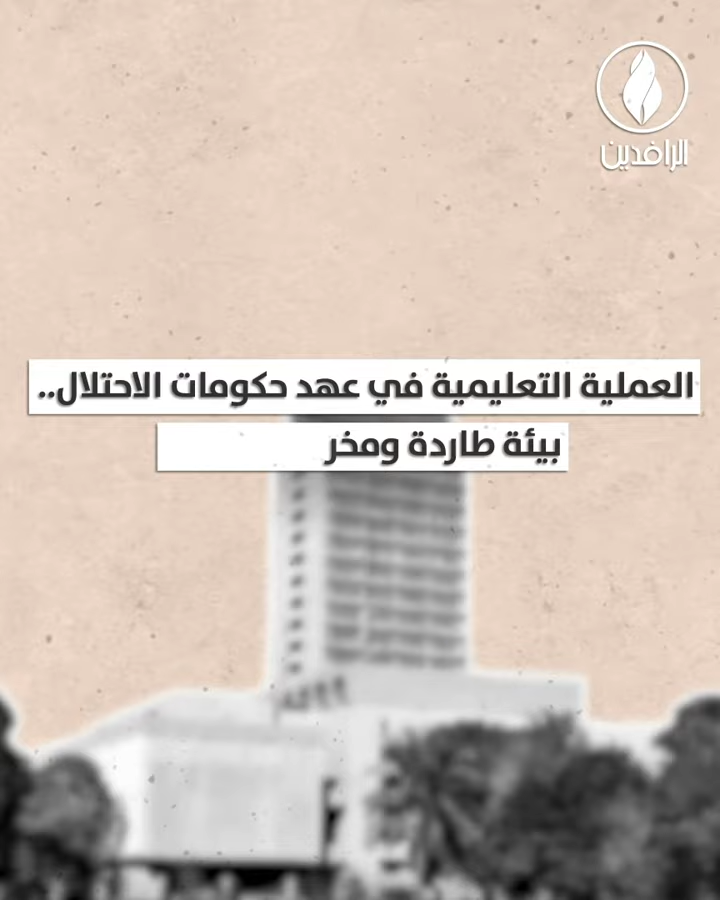 الرافدين
العملية التعليمية في عهد حكومات الاحتلال..
بيئة طاردة ومخر